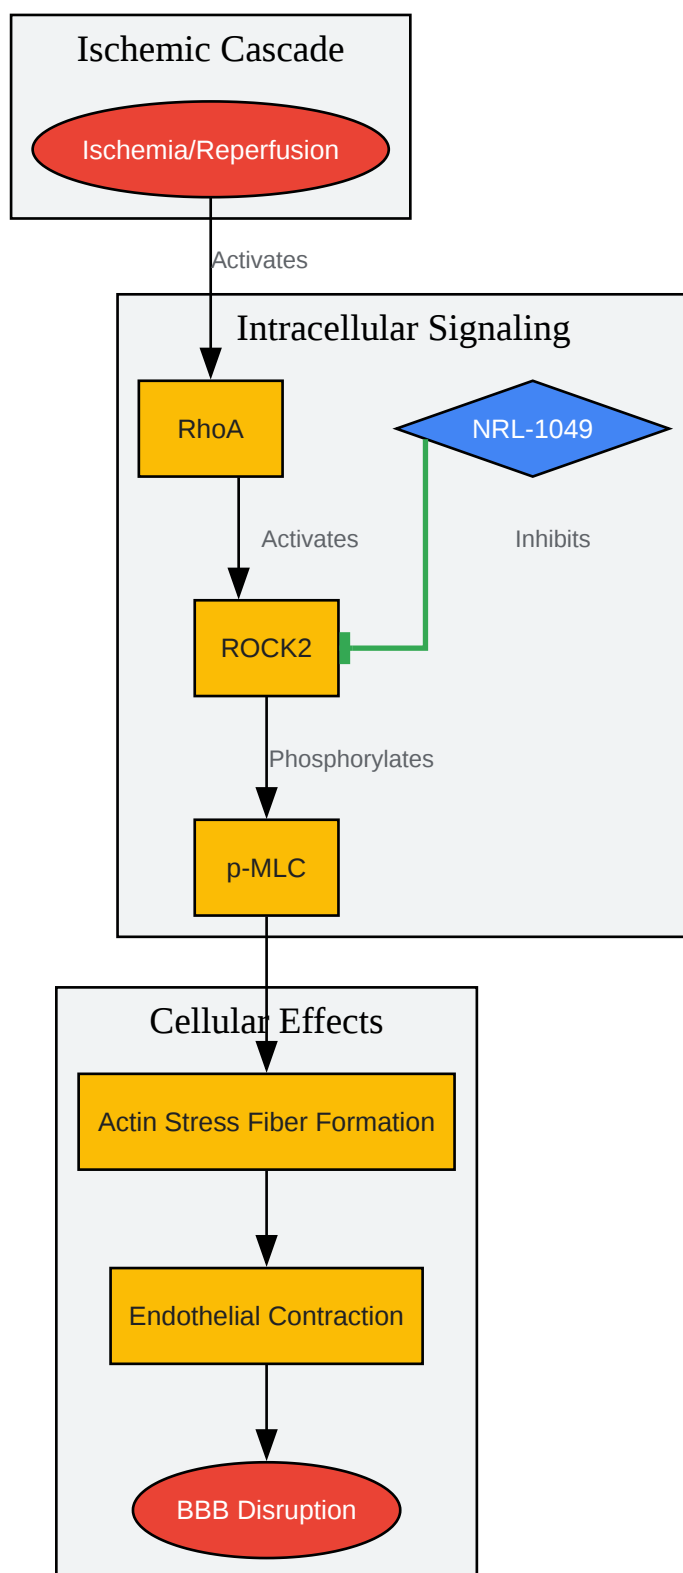 Ischemic Cascade
Ischemia/Reperfusion
Activates
Intracellular Signaling
RhoA
NRL-1049
Activates
Inhibits
ROCK2
Phosphorylates
p-MLC
Cellular Effects
Actin Stress Fiber Formation
Endothelial Contraction
BBB Disruption